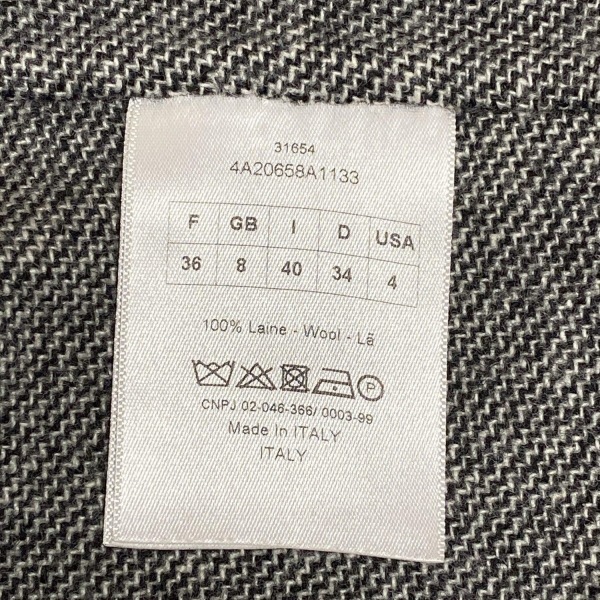 31654
4A20658A1133
F GB I D USA
36 8 40 34 4
100% Laine - Wool - Lã
P
CNPJ 02-046-366/ 0003-99
Made In ITALY
ITALY